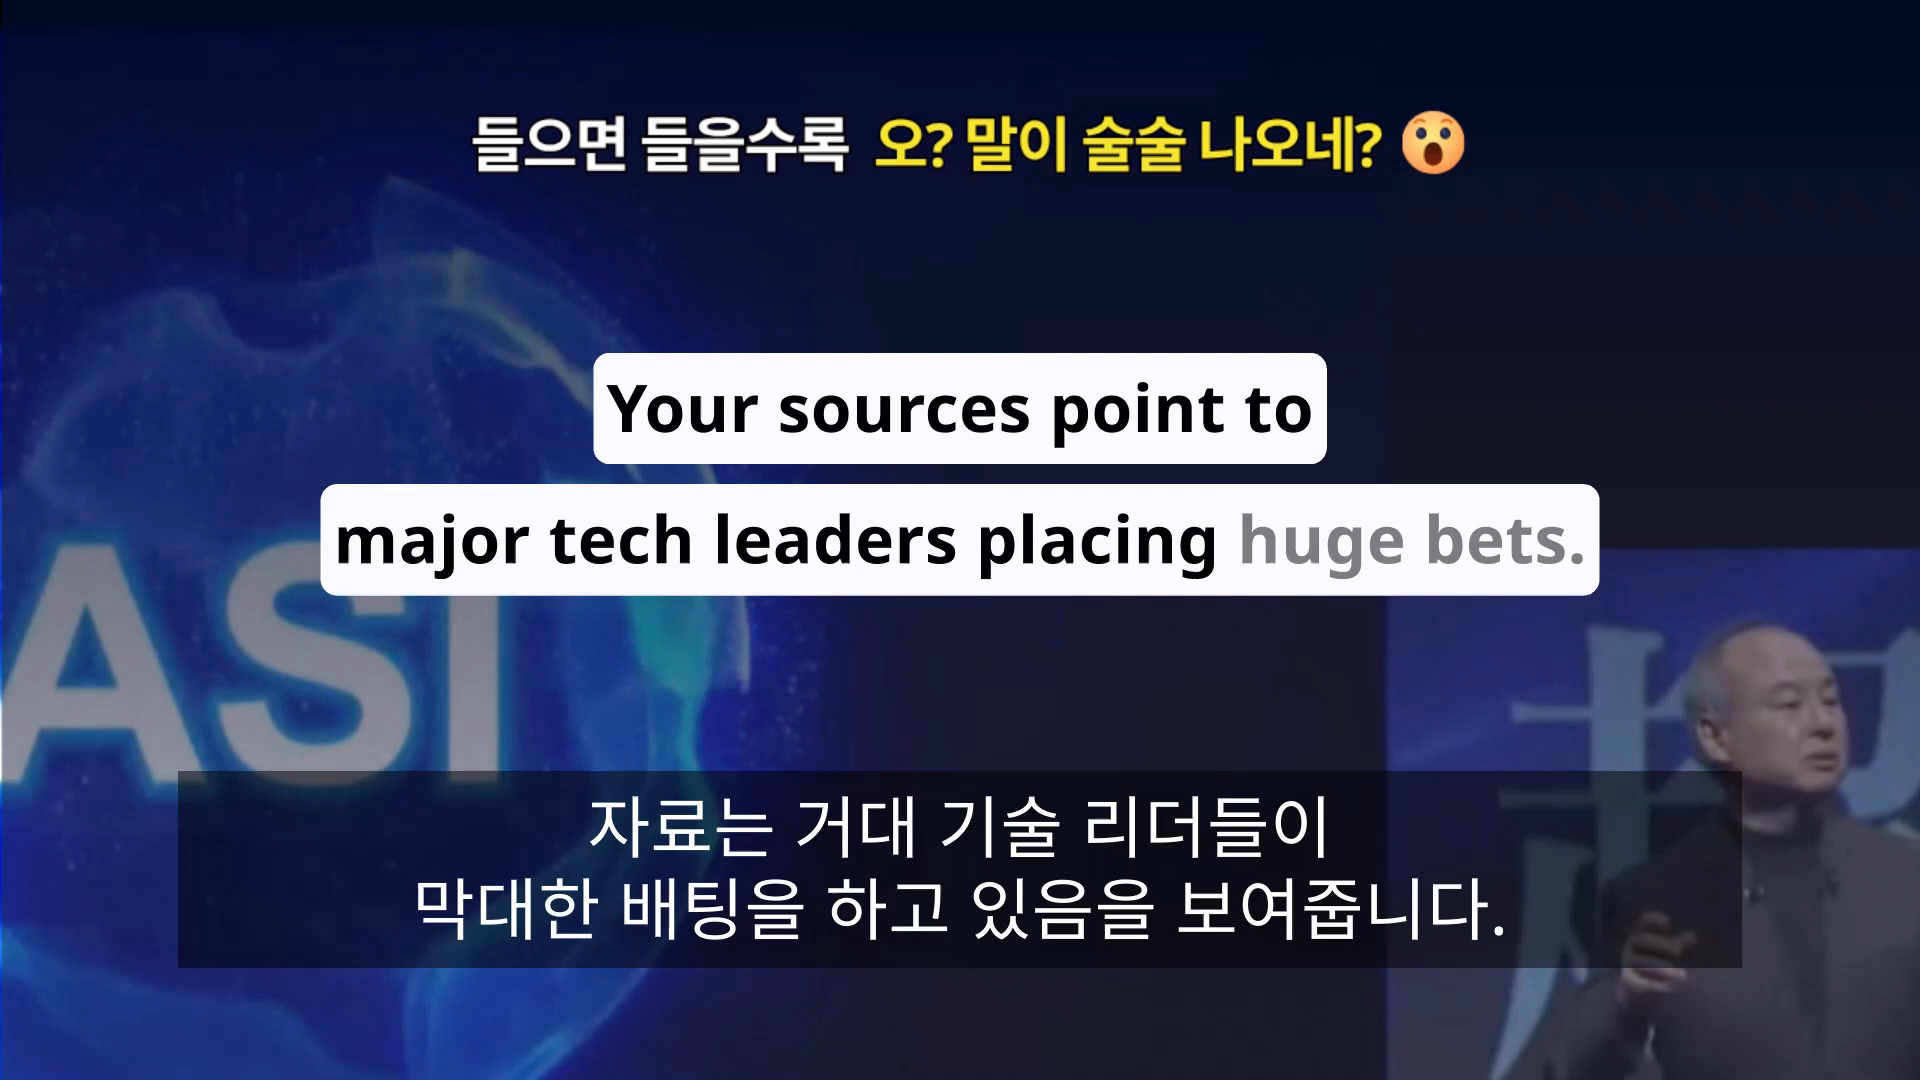 들으면 들을수록 오? 말이 술술 나오네? 😮
Your sources point to
major tech leaders placing huge bets.
ASI
자료는 거대 기술 리더들이
막대한 배팅을 하고 있음을 보여줍니다.